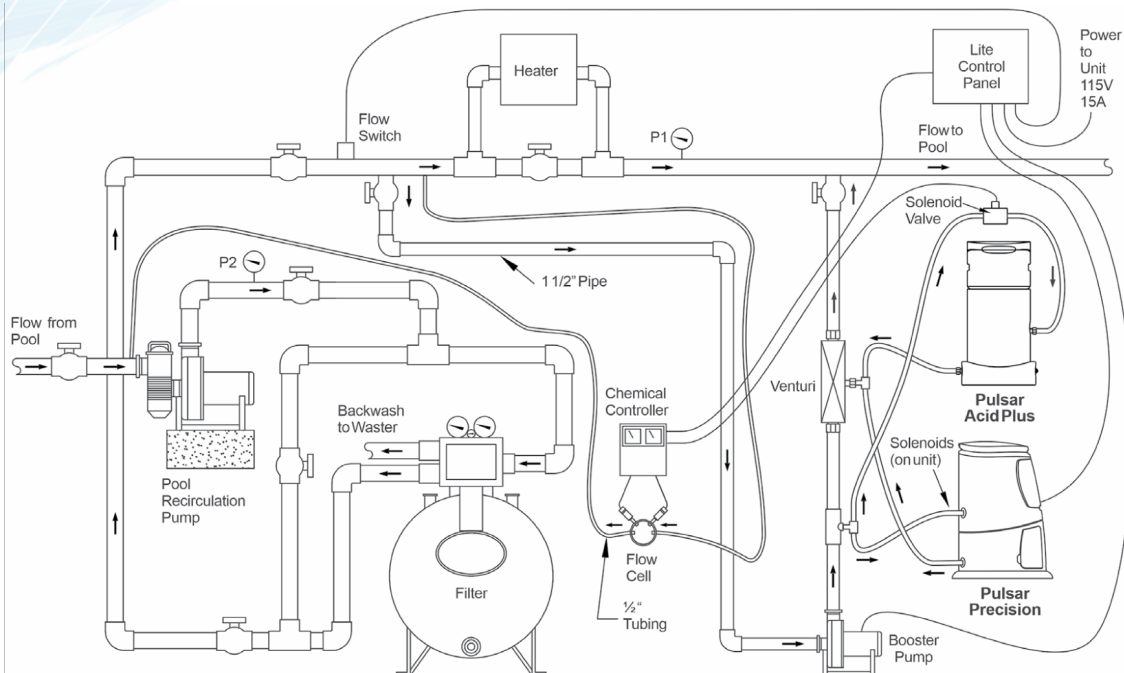 Heater
Lite
Control
Panel
Power
to
Unit
115V
15A
Flow
Switch
P1
Flow to
Pool
Solenoid
Valve
P2
1 1/2" Pipe
Flow from
Pool
Venturi
Chemical
Controller
Pulsar
Acid Plus
Backwash
to Waster
Solenoids
(on unit)
Pool
Recirculation
Pump
Flow
Cell
Filter
Pulsar
Precision
½"
Tubing
Booster
Pump